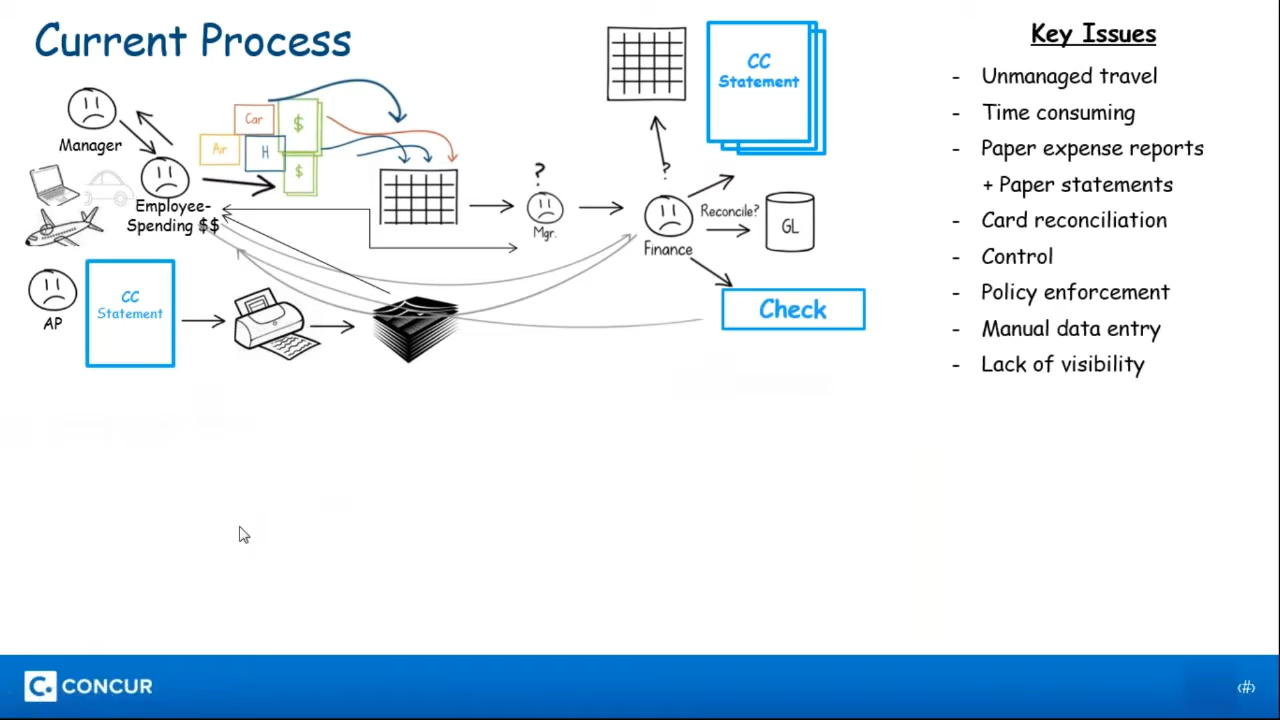 Current Process
Key Issues
- Unmanaged travel
- Time consuming
- Paper expense reports
+ Paper statements
- Card reconciliation
- Control
- Policy enforcement
- Manual data entry
- Lack of visibility
CC
Statement
Manager
Car
$
Air
H
$
Employee-
Spending $$
?
Mgr.
?
Finance
Reconcile?
GL
AP
CC
Statement
Check
C. CONCUR
‹#›